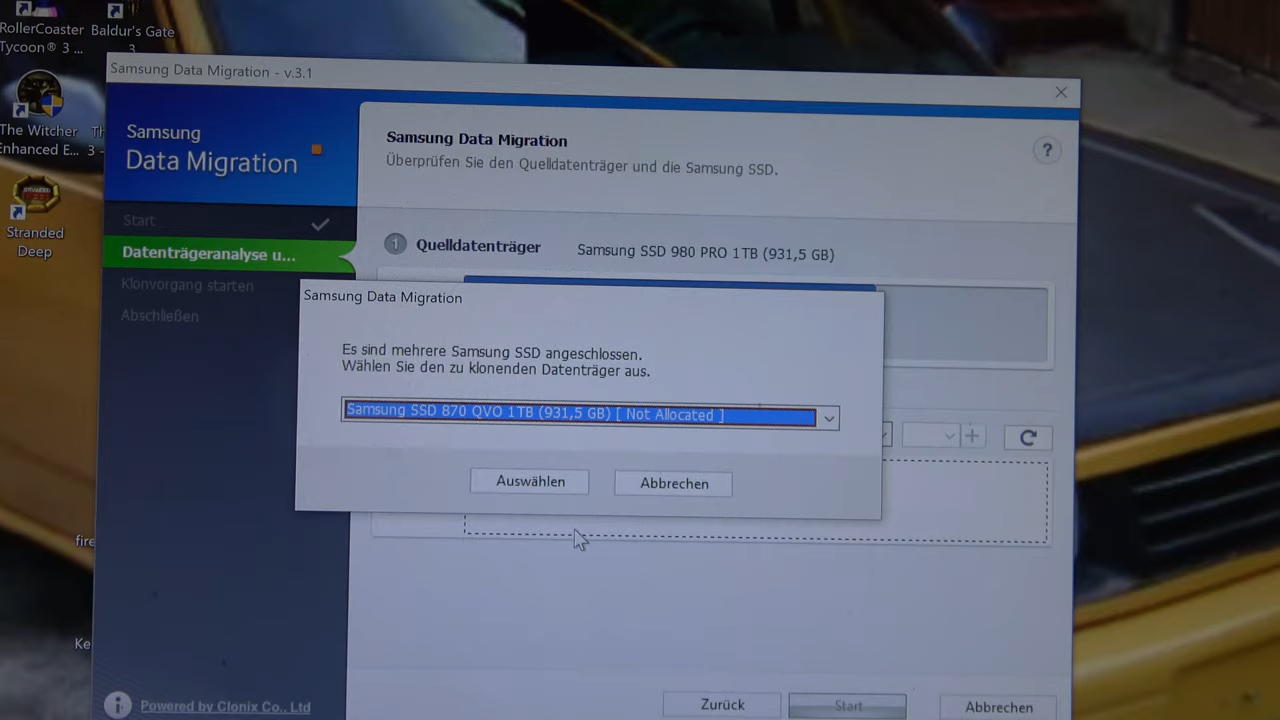 RollerCoaster
Tycoon® 3 ...
Baldur's Gate
3
The Witcher
Enhanced E...
Th
3 -
Stranded
Deep
fire
Ke
Samsung Data Migration - v.3.1
Samsung
Data Migration
Start
Datenträgeranalyse u...
Klonvorgang starten
Abschließen
Powered by Clonix Co., Ltd
Samsung Data Migration
Überprüfen Sie den Quelldatenträger und die Samsung SSD.
?
1 Quelldatenträger Samsung SSD 980 PRO 1TB (931,5 GB)
Samsung Data Migration
Es sind mehrere Samsung SSD angeschlossen.
Wählen Sie den zu klonenden Datenträger aus.
Samsung SSD 870 QVO 1TB (931,5 GB) [ Not Allocated ]
Auswählen Abbrechen
Zurück Start Abbrechen